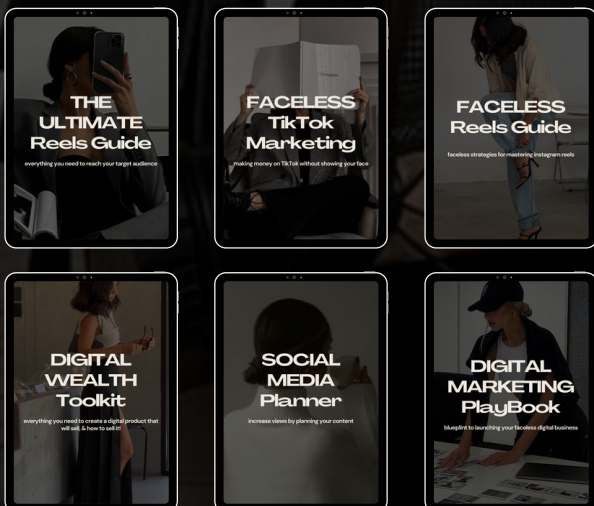 THE
ULTIMATE
Reels Guide
everything you need to reach your target audience
FACELESS
TikTok
Marketing
making money on TikTok without showing your face
FACELESS
Reels Guide
faceless strategies for mastering instagram reels
DIGITAL
WEALTH
Toolkit
everything you need to create a digital product that
will sell, & how to sell it!
SOCIAL
MEDIA
Planner
increase views by planning your content
DIGITAL
MARKETING
PlayBook
blueplint to launching your faceless digital business